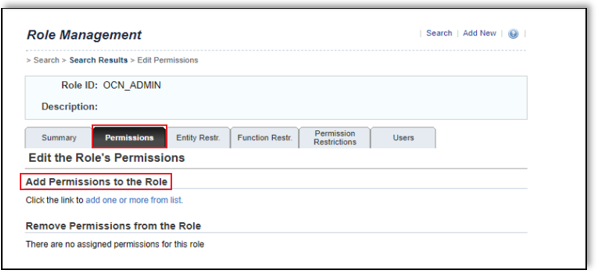 Role Management
| Search | Add New |
> Search > Search Results > Edit Permissions
Role ID: OCN_ADMIN
Description:
Summary Permissions Entity Restr. Function Restr. Permission Restrictions Users
Edit the Role's Permissions
Add Permissions to the Role
Click the link to add one or more from list.
Remove Permissions from the Role
There are no assigned permissions for this role